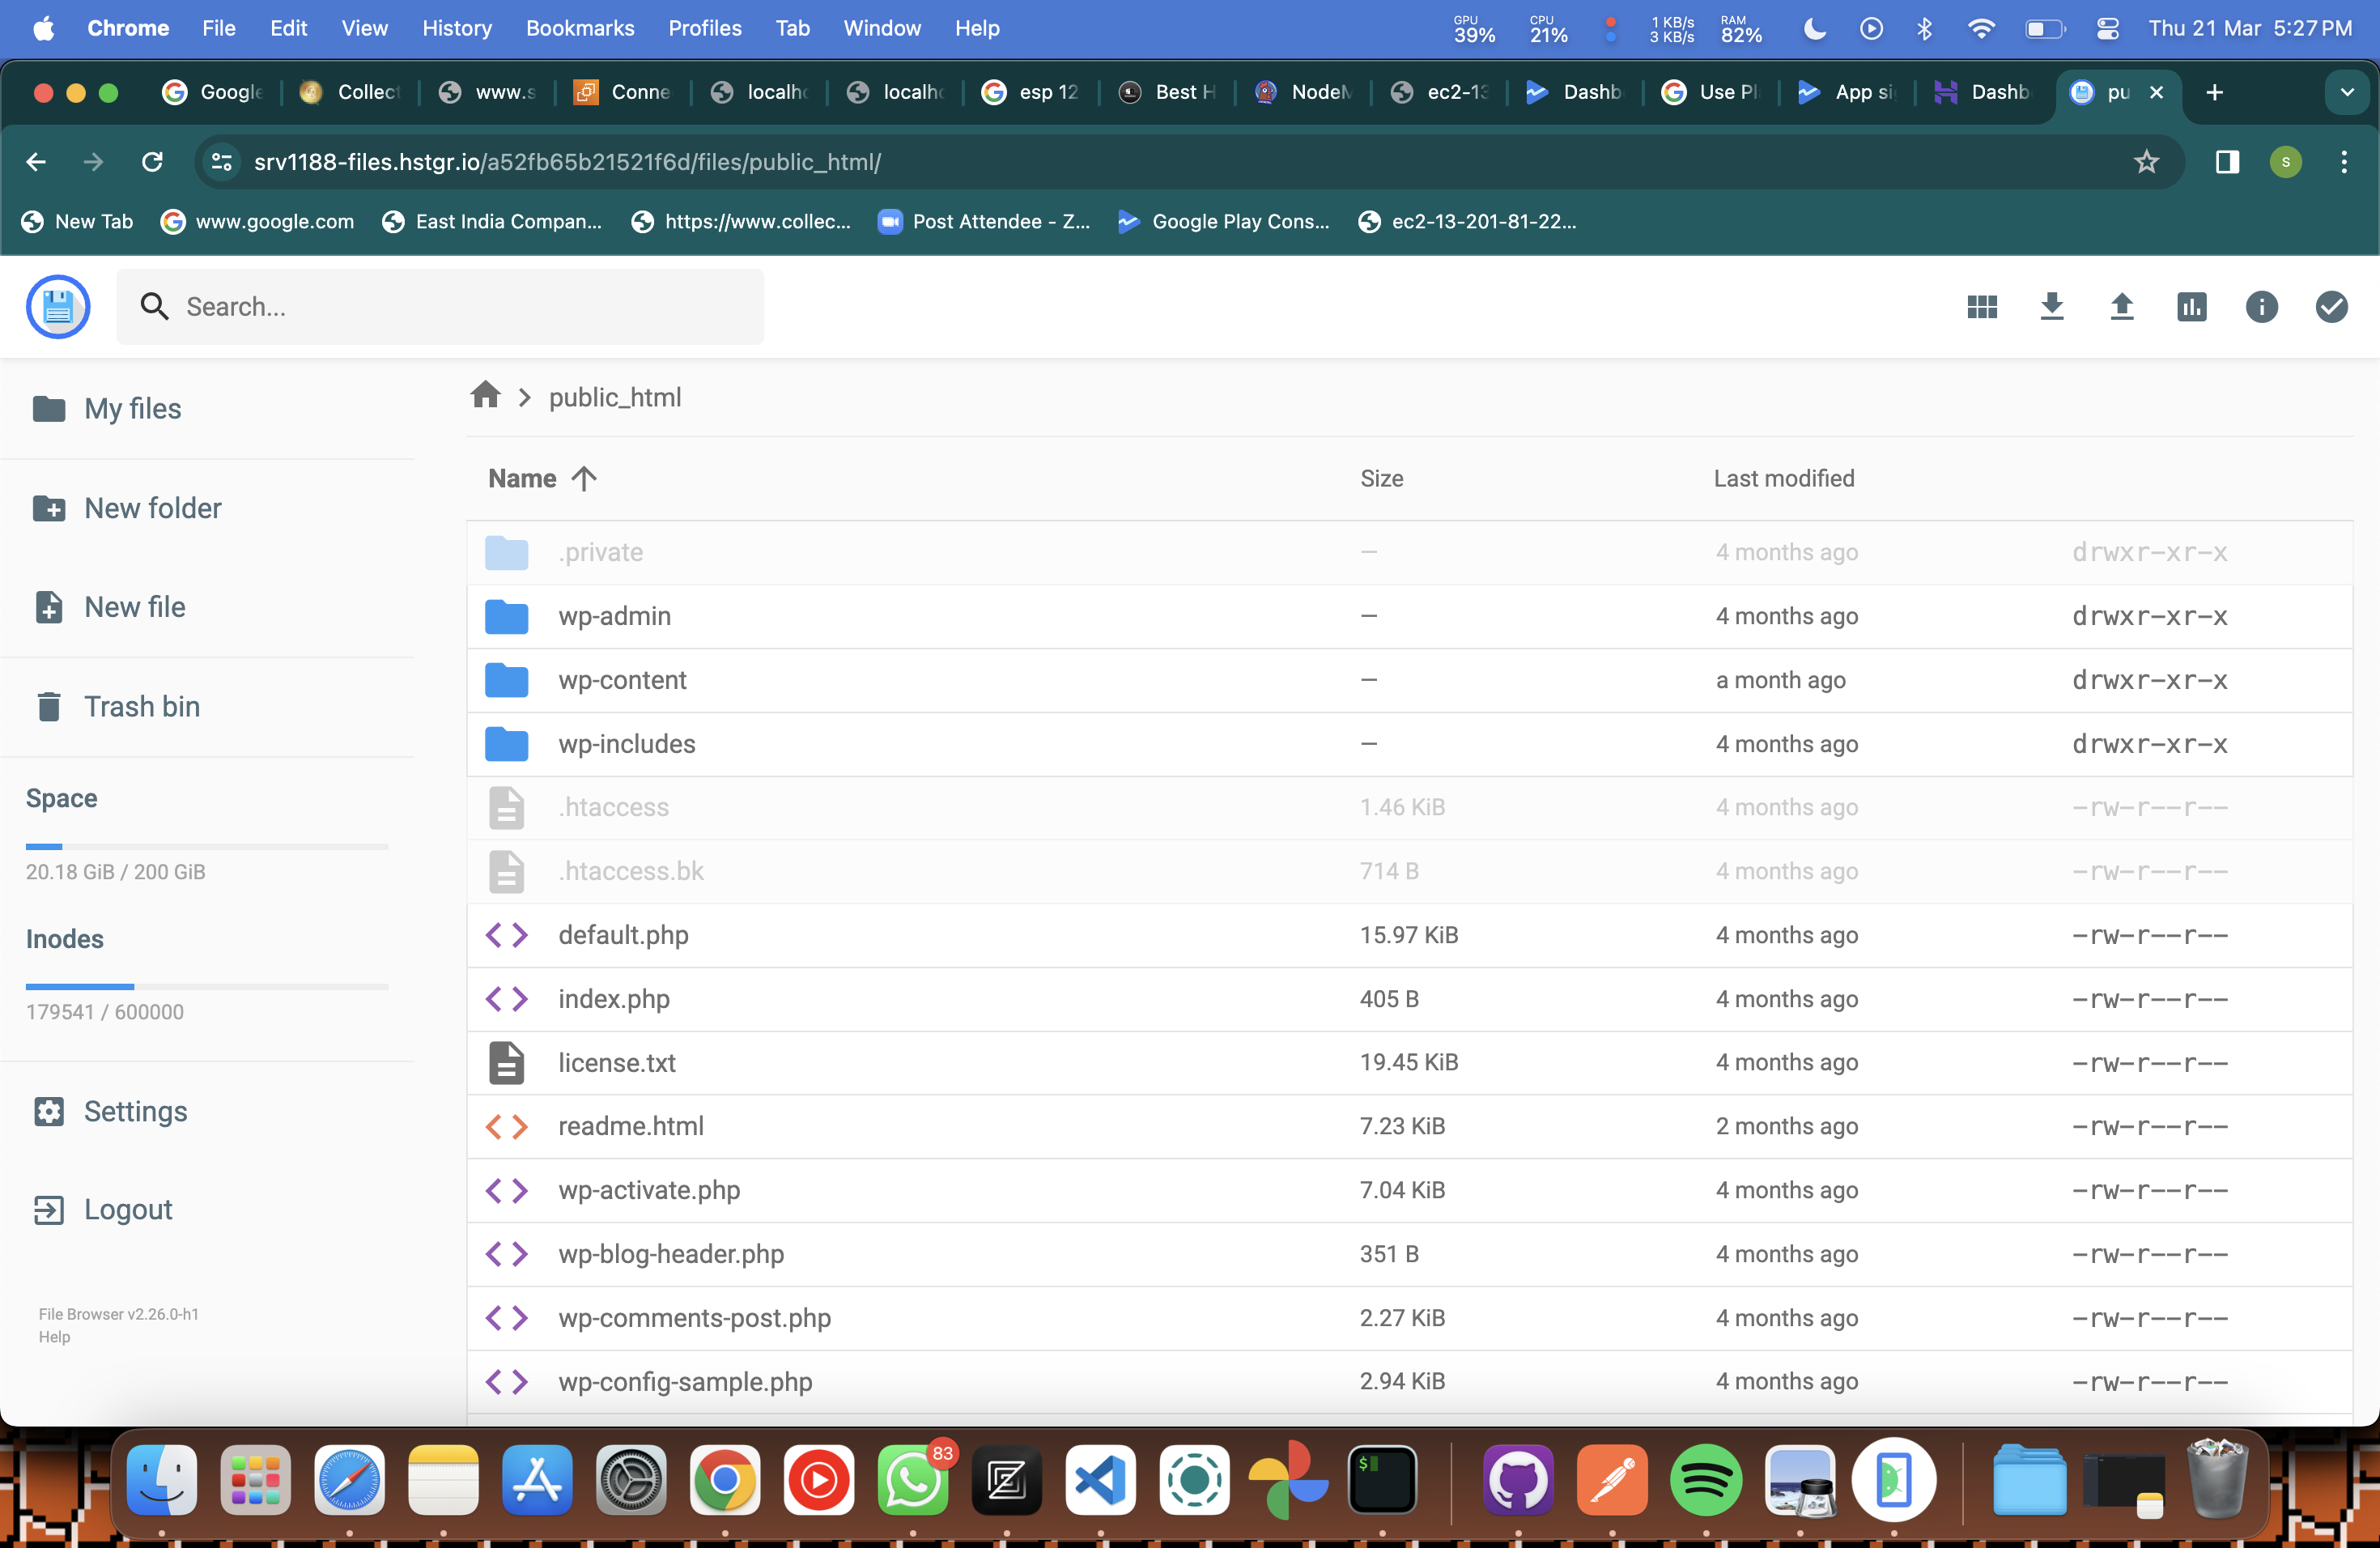 Chrome File Edit View History Bookmarks Profiles Tab Window Help GPU 39% CPU 21% 1 KB/s 3 KB/s RAM 82% Thu 21 Mar 5:27 PM
Google Collect www.s Conne localho localho esp 12 Best H NodeM ec2-13 Dashb Use Pl App si Dashb pu
srv1188-files.hstgr.io/a52fb65b21521f6d/files/public_html/ s
New Tab www.google.com East India Compan... https://www.collec... Post Attendee - Z... Google Play Cons... ec2-13-201-81-22...
Search...
My files
New folder
New file
Trash bin
Space
20.18 GiB / 200 GiB
Inodes
179541 / 600000
Settings
Logout
File Browser v2.26.0-h1
Help
public_html
Name Size Last modified
.private — 4 months ago drwxr-xr-x
wp-admin — 4 months ago drwxr-xr-x
wp-content — a month ago drwxr-xr-x
wp-includes — 4 months ago drwxr-xr-x
.htaccess 1.46 KiB 4 months ago -rw-r--r--
.htaccess.bk 714 B 4 months ago -rw-r--r--
default.php 15.97 KiB 4 months ago -rw-r--r--
index.php 405 B 4 months ago -rw-r--r--
license.txt 19.45 KiB 4 months ago -rw-r--r--
readme.html 7.23 KiB 2 months ago -rw-r--r--
wp-activate.php 7.04 KiB 4 months ago -rw-r--r--
wp-blog-header.php 351 B 4 months ago -rw-r--r--
wp-comments-post.php 2.27 KiB 4 months ago -rw-r--r--
wp-config-sample.php 2.94 KiB 4 months ago -rw-r--r--
83
$